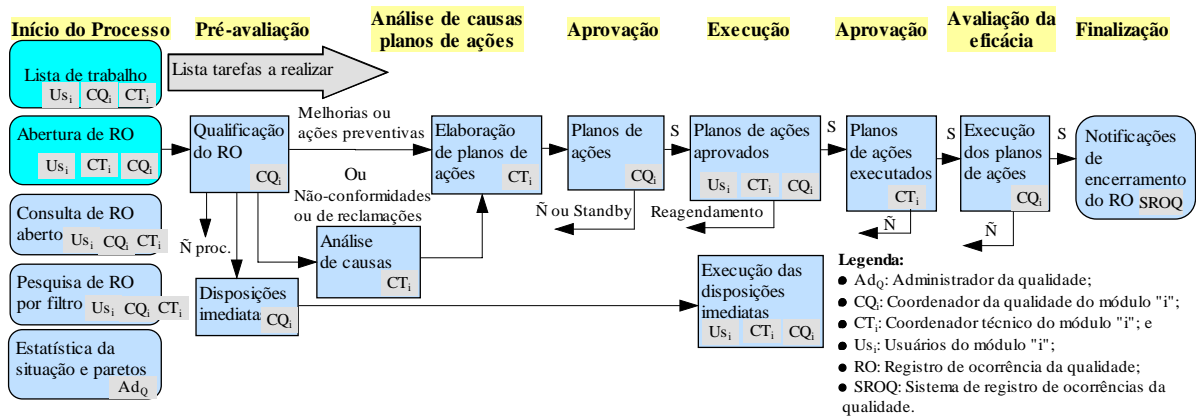 Início do Processo
Pré-avaliação
Análise de causas
planos de ações
Aprovação
Execução
Aprovação
Avaliação da
eficácia
Finalização
Lista de trabalho
Usi CQi CTi
Lista tarefas a realizar
Abertura de RO
Usi CTi CQi
Qualificação
do RO
CQi
Melhorias ou
ações preventivas
Ou
Não-conformidades
ou de reclamações
Elaboração
de planos de
ações
CTi
Planos de
ações
CQi
S
Planos de ações
aprovados
Usi CTi CQi
S
Planos
de ações
executados
CTi
S
Execução
dos planos
de ações
CQi
S
Notificações
de
encerramento
do RO SROQ
Consulta de RO
aberto
Usi CQi CTi
Ñ proc.
Análise
de causas
CTi
Ñ ou Standby
Reagendamento
Ñ
Ñ
Pesquisa de RO
por filtro
Usi CQi CTi
Disposições
imediatas
CQi
Execução das
disposições
imediatas
Usi CTi CQi
Estatística da
situação e paretos
AdQ
Legenda:
● AdQ: Administrador da qualidade;
● CQi: Coordenador da qualidade do módulo "i";
● CTi: Coordenador técnico do módulo "i"; e
● Usi: Usuários do módulo "i";
● RO: Registro de ocorrência da qualidade;
● SROQ: Sistema de registro de ocorrências da
qualidade.